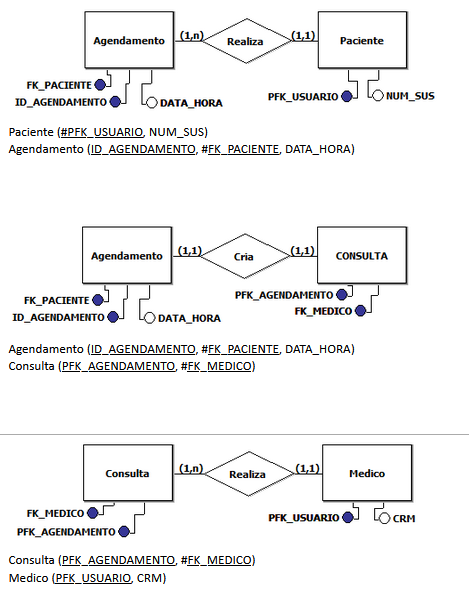 Agendamento (1,n) Realiza (1,1) Paciente
FK_PACIENTE
ID_AGENDAMENTO DATA_HORA PFK_USUARIO NUM_SUS
Paciente (#PFK_USUARIO, NUM_SUS)
Agendamento (ID_AGENDAMENTO, #FK_PACIENTE, DATA_HORA)
Agendamento (1,1) Cria (1,1) CONSULTA
FK_PACIENTE PFK_AGENDAMENTO
ID_AGENDAMENTO DATA_HORA FK_MEDICO
Agendamento (ID_AGENDAMENTO, #FK_PACIENTE, DATA_HORA)
Consulta (PFK_AGENDAMENTO, #FK_MEDICO)
Consulta (1,n) Realiza (1,1) Medico
FK_MEDICO PFK_USUARIO CRM
PFK_AGENDAMENTO
Consulta (PFK_AGENDAMENTO, #FK_MEDICO)
Medico (PFK_USUARIO, CRM)